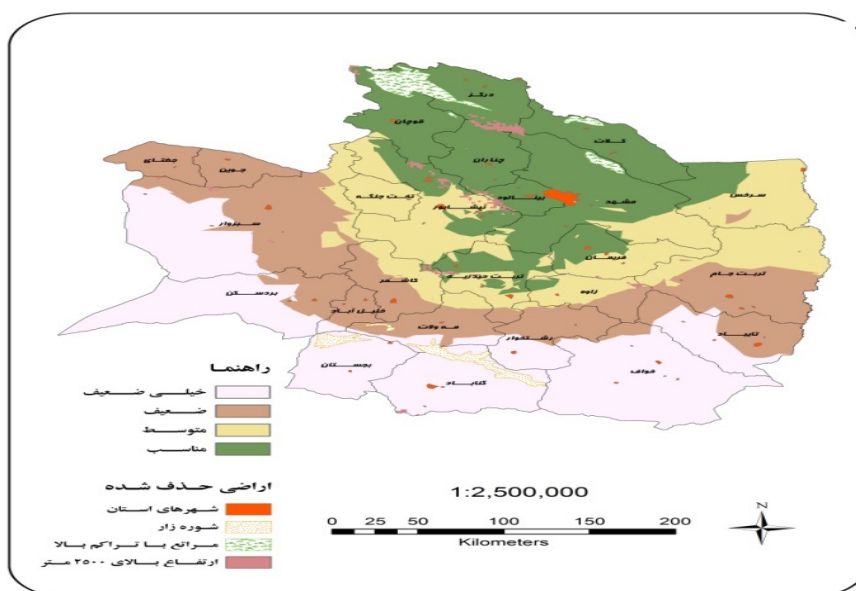 درگز
قوچان
کلات
چناران
جغتای
جوین
تخت جلگه
بینالود
مشهد
سرخس
نیشابور
سبزوار
فریمان
تربت حیدریه
تربت جام
کاشمر
زاوه
بردسکن
خلیل آباد
مه ولات
رشتخوار
تایباد
بجستان
گناباد
خواف
راهنما
خیلی ضعیف
ضعیف
متوسط
مناسب
اراضی حذف شده
شهرهای استان
شوره زار
مراتع با تراکم بالا
ارتفاع بالای ۲۵۰۰ متر
1:2,500,000
0 25 50 100 150 200
Kilometers
N